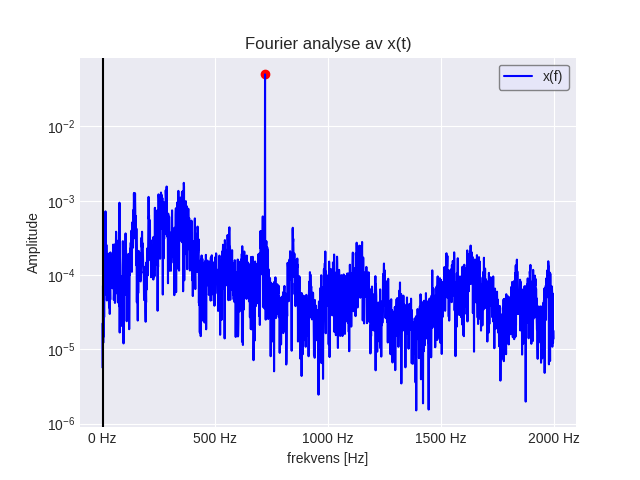 Fourier analyse av x(t)
x(f)
Amplitude
10⁻²
10⁻³
10⁻⁴
10⁻⁵
10⁻⁶
0 Hz 500 Hz 1000 Hz 1500 Hz 2000 Hz
frekvens [Hz]